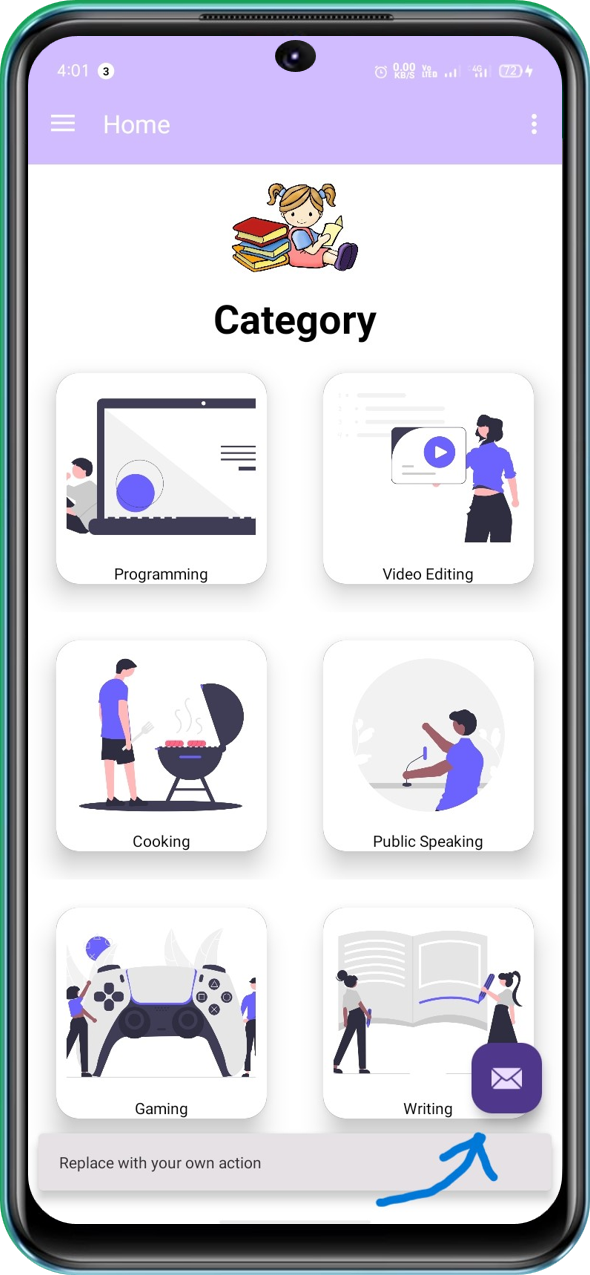 4:01 3 0.00 KB/S Vo LTE 4G 72
Home
Category
Programming
Video Editing
Cooking
Public Speaking
Gaming
Writing
Replace with your own action